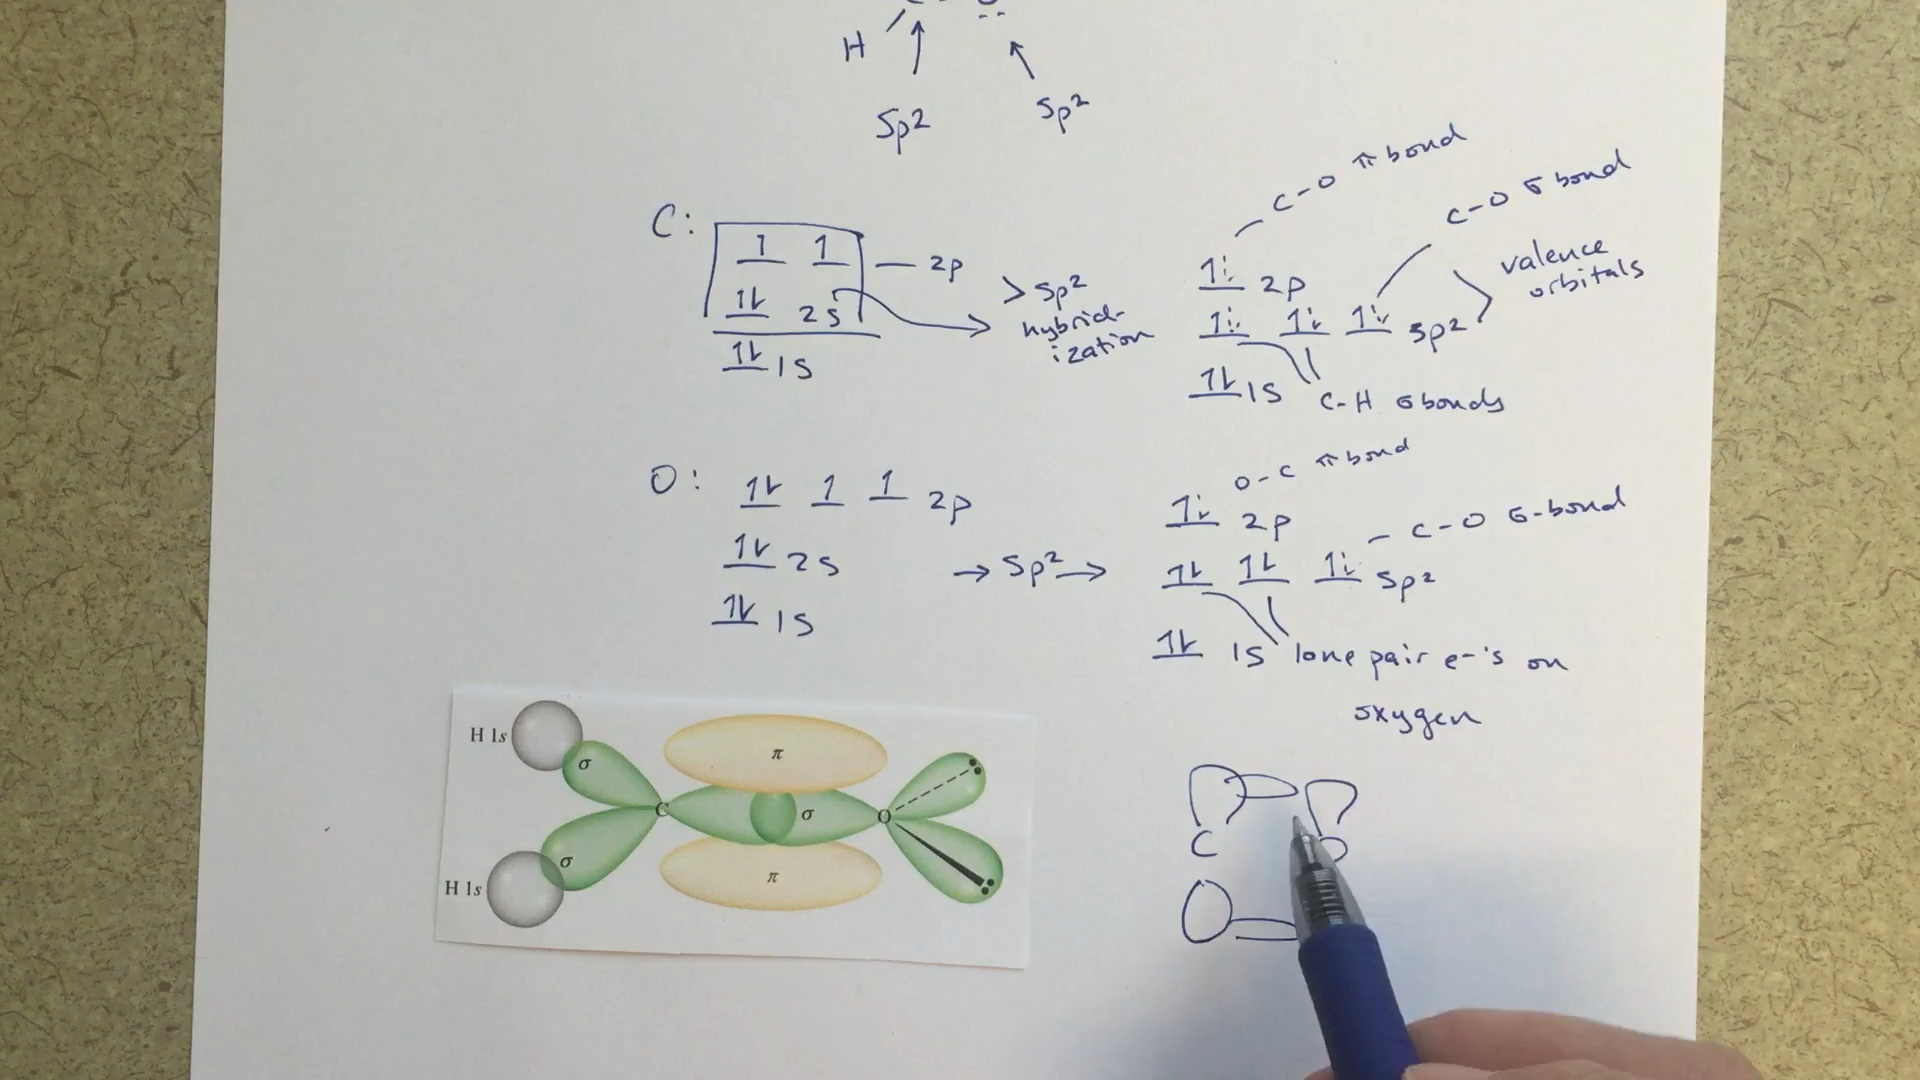 H
Sp²
Sp²
C:
1 1 — 2p
1↓ 2s
1↓ 1s
> Sp²
hybrid-
ization
C-O π bond
C-O σ bond
valence
orbitals
1↓ 2p
1↓ 1↓ 1↓ sp²
1↓ 1s
C-H σ bonds
O:
1↓ 1 1 2p
1↓ 2s
1↓ 1s
→ Sp² →
O-C π bond
1↓ 2p
C-O σ-bond
1↓ 1↓ 1↓ sp²
1↓ 1s
lone pair e-'s on
oxygen
H 1s
σ
π
C
σ
O
H 1s
σ
π
C